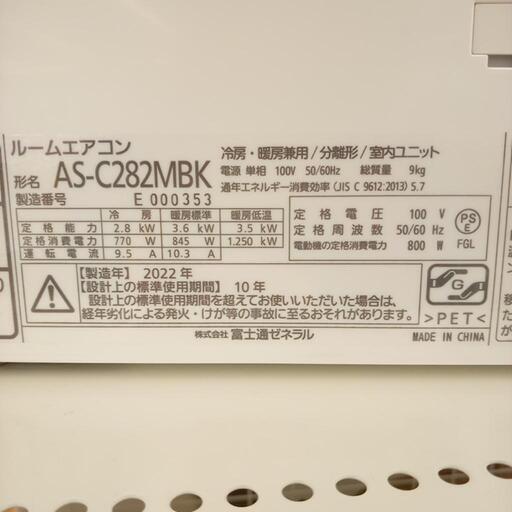 ルームエアコン
形名 AS-C282MBK
製造番号 E 000353
冷房・暖房兼用/分離形/室内ユニット
電源 単相 100V 50/60Hz 総質量 9kg
通年エネルギー消費効率 (JIS C 9612:2013) 5.7
冷 房 暖房標準 暖房低温
定格能力 2.8 kW 3.6 kW 3.5 kW
定格消費電力 770 W 845 W 1.250 kW
運転電流 9.5 A 10.3 A
定格電圧 100 V
定格周波数 50/60 Hz
電動機の定格消費電力 800 W
PS
E
FGL
【製造年】2022 年
【設計上の標準使用期間】10 年
設計上の標準使用期間を超えてお使いいただいた場合は、
経年劣化による発火・けが等の事故に至るおそれがあります。
G
>PET<
株式会社 富士通ゼネラル
MADE IN CHINA